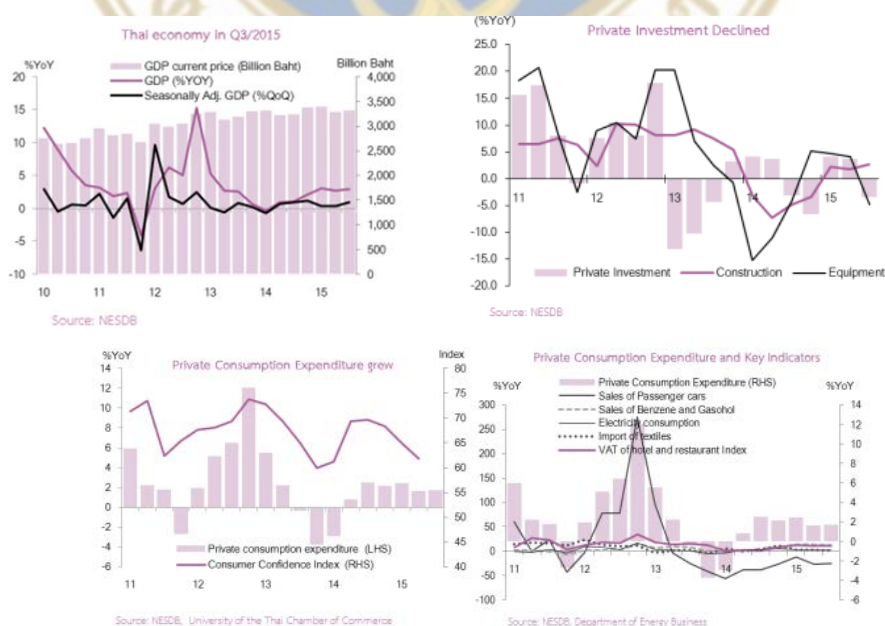 Thai economy in Q3/2015
%YoY
Billion Baht
GDP current price (Billion Baht)
GDP (%YOY)
Seasonally Adj. GDP (%QoQ)
20
15
10
5
0
-5
-10
4,000
3,500
3,000
2,500
2,000
1,500
1,000
500
0
10 11 12 13 14 15
Source: NESDB
(%YoY)
Private Investment Declined
25.0
20.0
15.0
10.0
5.0
0.0
-5.0
-10.0
-15.0
-20.0
11 12 13 14 15
Private Investment Construction Equipment
Source: NESDB
%YoY
Private Consumption Expenditure grew
Index
14
12
10
8
6
4
2
0
-2
-4
-6
80
75
70
65
60
55
50
45
40
Private consumption expenditure (LHS)
Consumer Confidence Index (RHS)
11 12 13 14 15
Source: NESDB, University of the Thai Chamber of Commerce
Private Consumption Expenditure and Key Indicators
%YoY
%YoY
Private Consumption Expenditure (RHS)
Sales of Passenger cars
Sales of Benzene and Gasohol
Electricity consumption
Import of textiles
VAT of hotel and restaurant Index
300
250
200
150
100
50
0
-50
-100
14
12
10
8
6
4
2
0
-2
-4
-6
11 12 13 14 15
Source: NESDB, Department of Energy Business